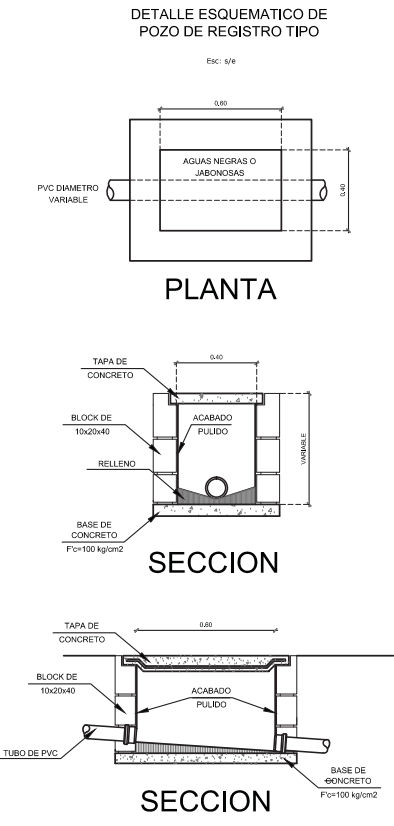 DETALLE ESQUEMATICO DE
POZO DE REGISTRO TIPO
Esc: s/e
0.60
AGUAS NEGRAS O
JABONOSAS
PVC DIAMETRO
VARIABLE
0.40
PLANTA
TAPA DE
CONCRETO
0.40
BLOCK DE
10x20x40
ACABADO
PULIDO
RELLENO
VARIABLE
BASE DE
CONCRETO
F'c=100 kg/cm2
SECCION
TAPA DE
CONCRETO
0.60
BLOCK DE
10x20x40
ACABADO
PULIDO
TUBO DE PVC
BASE DE
CONCRETO
F'c=100 kg/cm2
SECCION